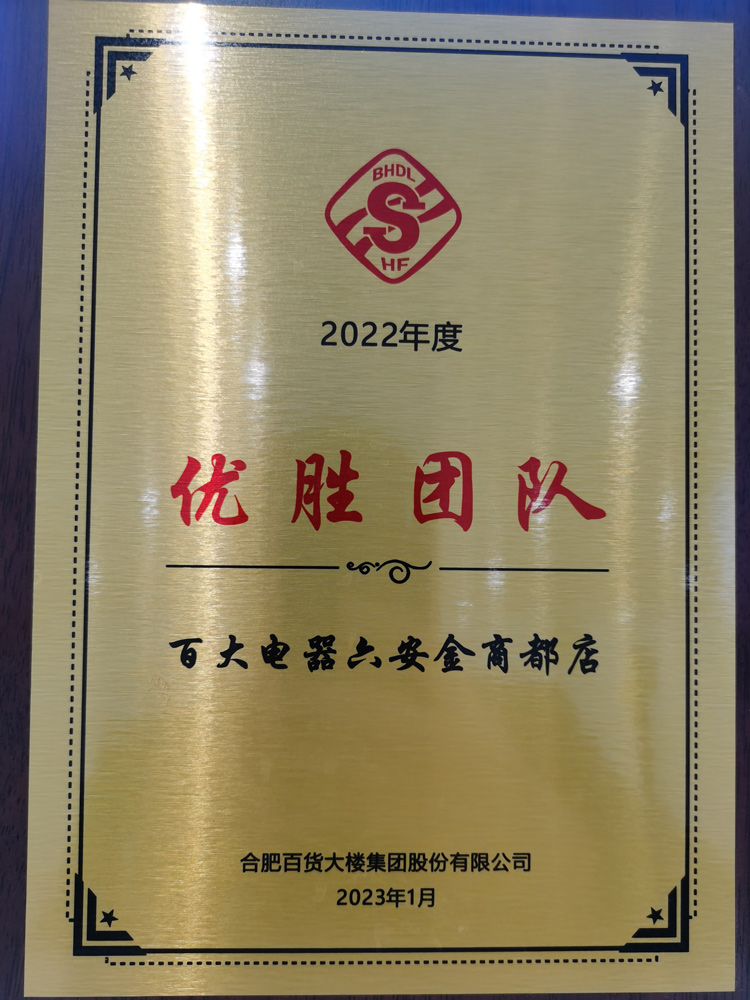 BHDL
S
HF
2022年度
优胜团队
百大电器六安金商都店
合肥百货大楼集团股份有限公司
2023年1月